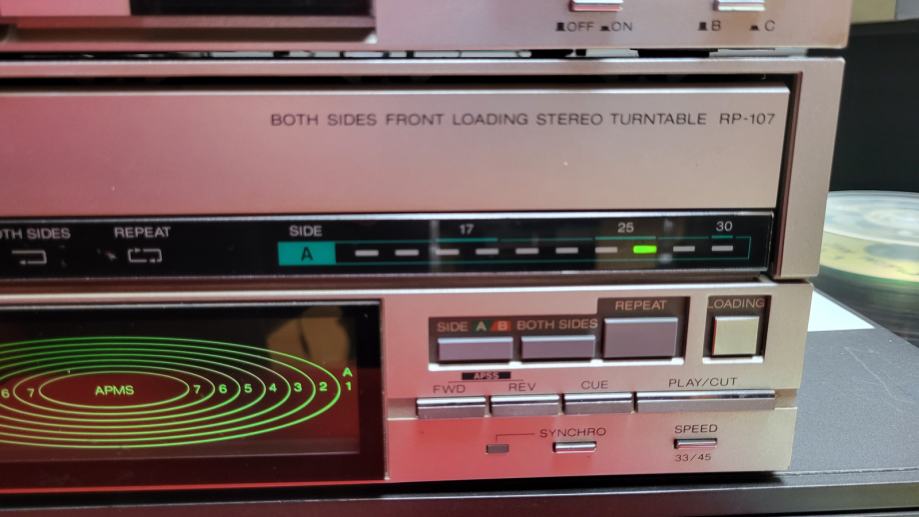 OFF ON
B C
BOTH SIDES FRONT LOADING STEREO TURNTABLE RP-107
SIDES REPEAT SIDE 17 25 30
A
REPEAT LOADING
SIDE A/B BOTH SIDES
APSS
FWD REV CUE PLAY/CUT
6 7 APMS 7 6 5 4 3 2 1
A
SYNCHRO SPEED
33/45